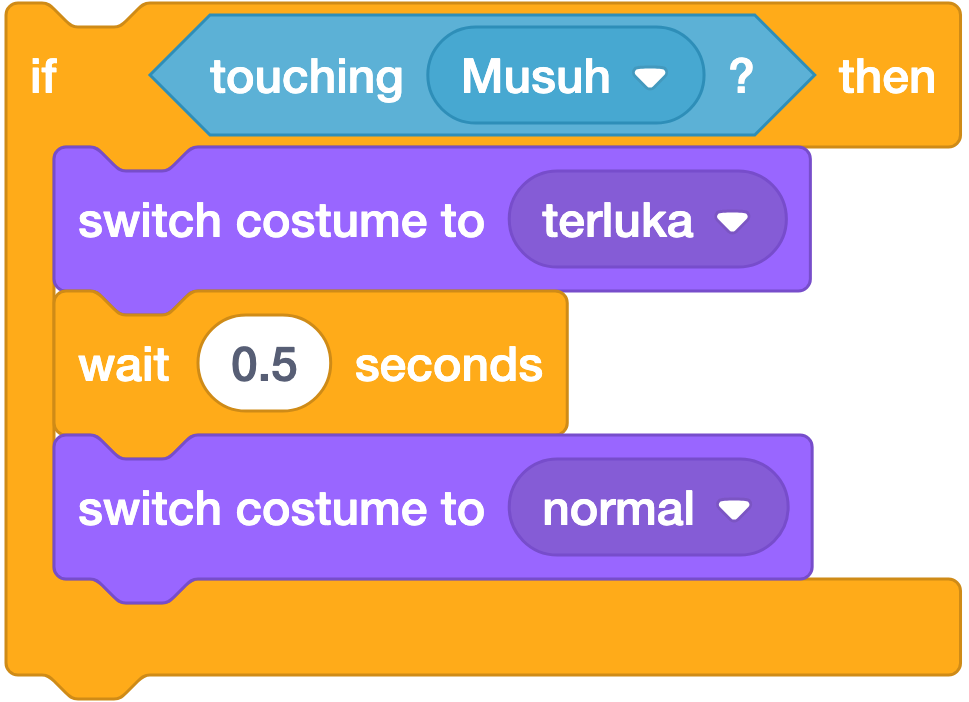 if touching Musuh ? then
switch costume to terluka
wait 0.5 seconds
switch costume to normal